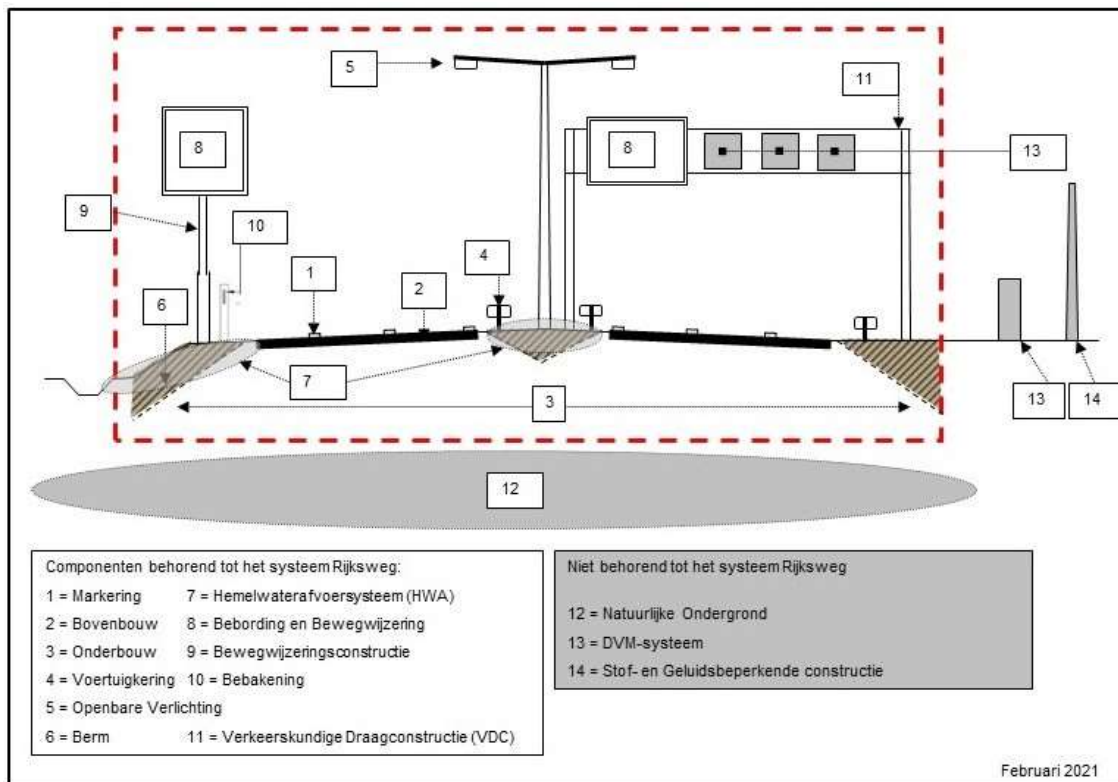 5
11
8
8
13
9
10
4
1
2
6
7
3
13
14
12
Componenten behorend tot het systeem Rijksweg:
1 = Markering 7 = Hemelwaterafvoersysteem (HWA)
2 = Bovenbouw 8 = Bebording en Bewegwijzering
3 = Onderbouw 9 = Bewegwijzeringsconstructie
4 = Voertuigkering 10 = Bebakening
5 = Openbare Verlichting
6 = Berm 11 = Verkeerskundige Draagconstructie (VDC)
Niet behorend tot het systeem Rijksweg
12 = Natuurlijke Ondergrond
13 = DVM-systeem
14 = Stof- en Geluidsbeperkende constructie
Februari 2021